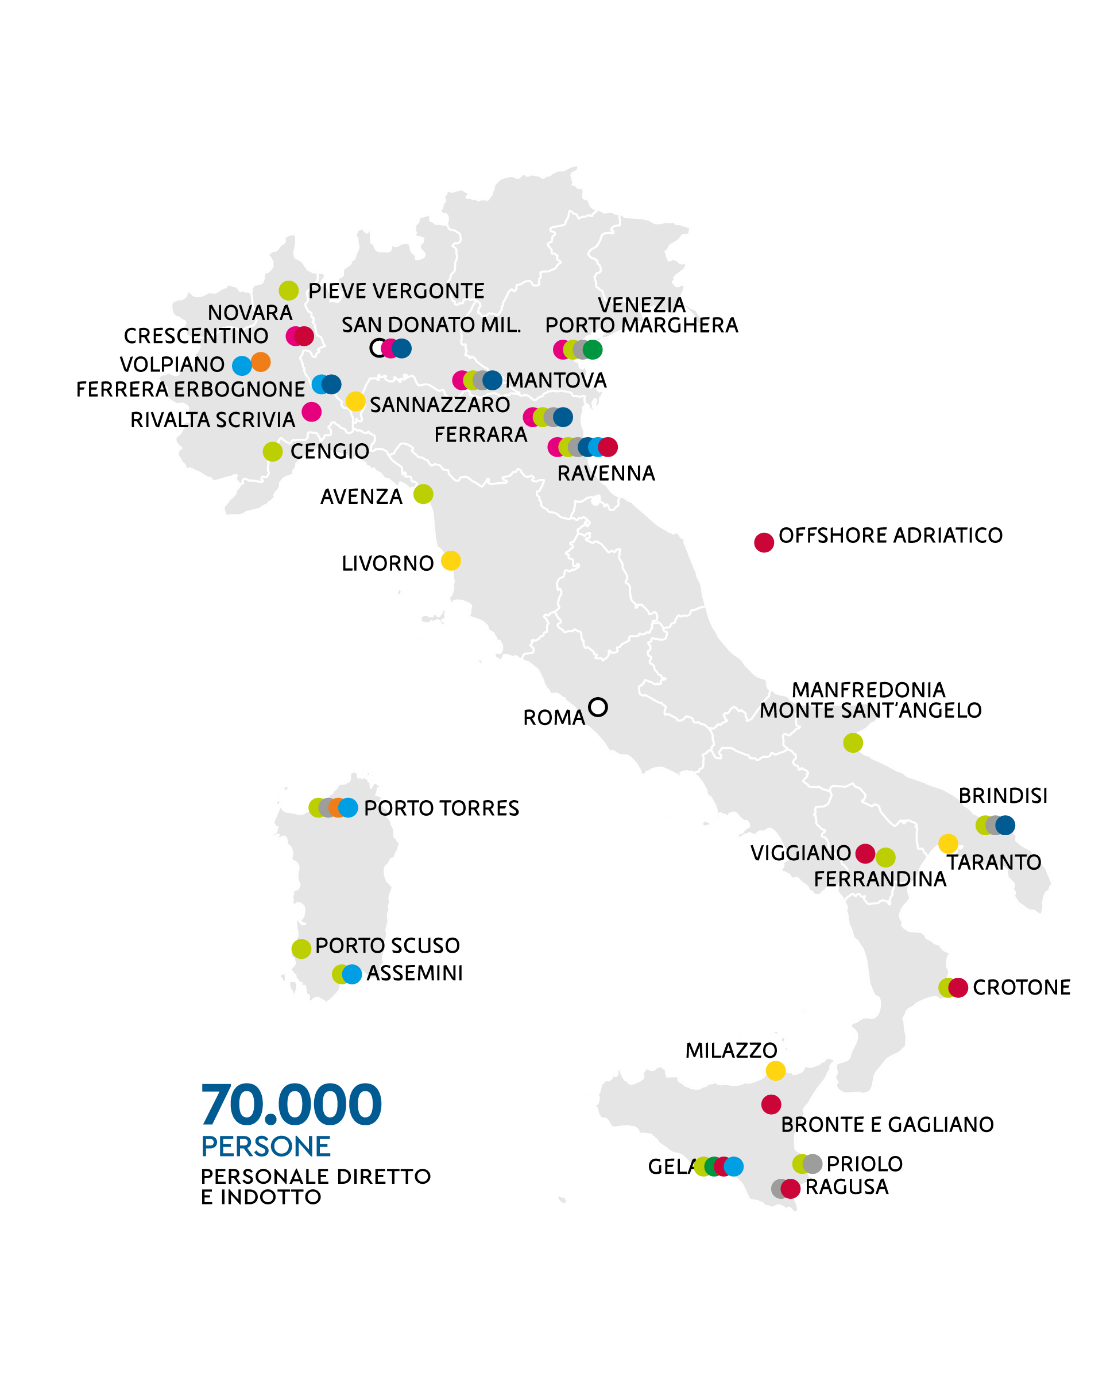 PIEVE VERGONTE
NOVARA
CRESCENTINO
VOLPIANO
FERRERA ERBOGNONE
RIVALTA SCRIVIA
SAN DONATO MIL.
VENEZIA
PORTO MARGHERA
MANTOVA
SANNAZZARO
FERRARA
CENGIO
RAVENNA
AVENZA
OFFSHORE ADRIATICO
LIVORNO
MANFREDONIA
MONTE SANT'ANGELO
ROMA
BRINDISI
PORTO TORRES
VIGGIANO
TARANTO
FERRANDINA
PORTO SCUSO
ASSEMINI
CROTONE
MILAZZO
BRONTE E GAGLIANO
GELA
PRIOLO
RAGUSA
70.000
PERSONE
PERSONALE DIRETTO
E INDOTTO